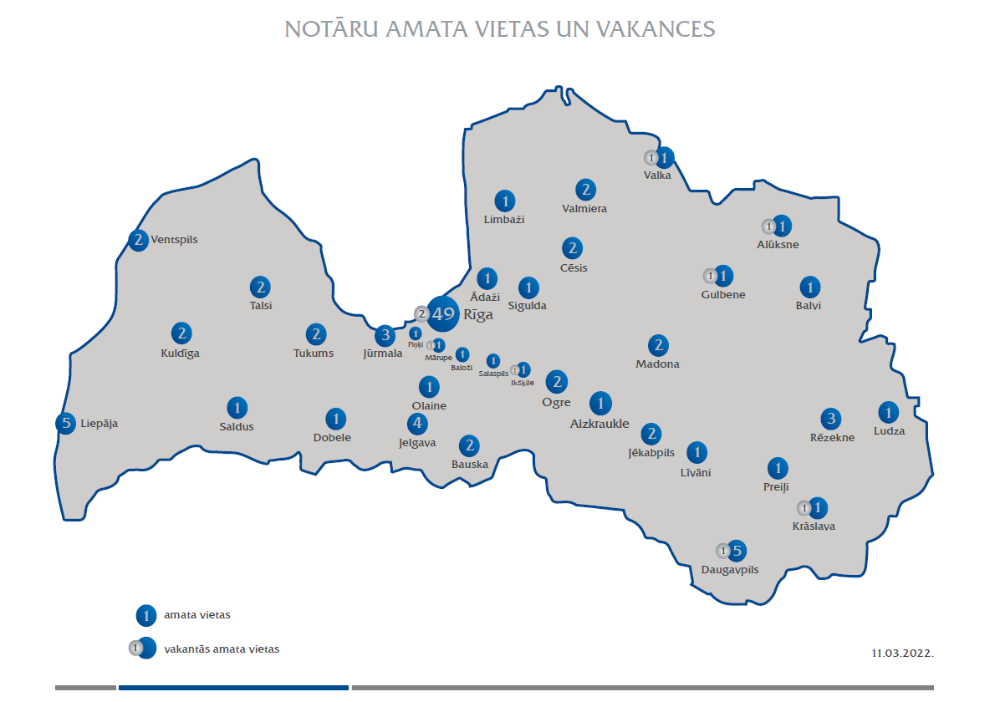 NOTĀRU AMATA VIETAS UN VAKANCES
1 1
Valka
2
Valmiera
1
Limbaži
1 1
Alūksne
2 Ventspils
2
Cēsis
1 1
Gulbene
1
Balvi
1
Ādaži
1
Sigulda
2
Talsi
2 49 Rīga
2
Kuldīga
2
Tukums
3
Jūrmala
1
Piņķi
1 1
Mārupe
1
Baloži
1
Salaspils
1 1
Ikšķile
2
Madona
2
Ogre
1
Olaine
1
Aizkraukle
1
Saldus
5 Liepāja
1
Dobele
4
Jelgava
2
Bauska
2
Jēkabpils
1
Līvāni
3
Rēzekne
1
Ludza
1
Preiļi
1 1
Krāslava
1 5
Daugavpils
1 amata vietas
1 vakantās amata vietas
11.03.2022.